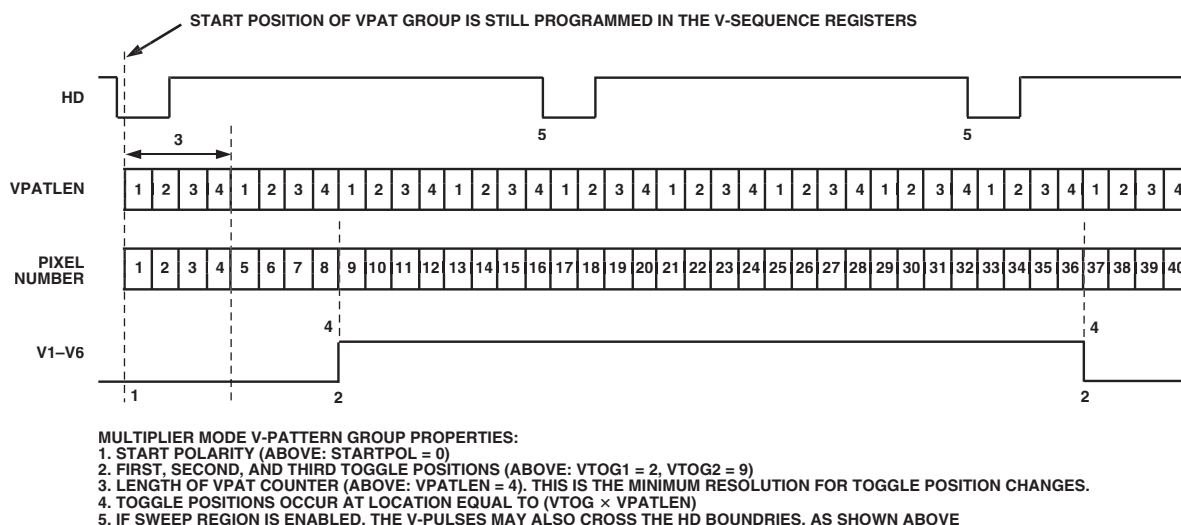 START POSITION OF VPAT GROUP IS STILL PROGRAMMED IN THE V-SEQUENCE REGISTERS
HD
5
5
3
VPATLEN
1 2 3 4 1 2 3 4 1 2 3 4 1 2 3 4 1 2 3 4 1 2 3 4 1 2 3 4 1 2 3 4 1 2 3 4 1 2 3 4
PIXEL
NUMBER
1 2 3 4 5 6 7 8 9 10 11 12 13 14 15 16 17 18 19 20 21 22 23 24 25 26 27 28 29 30 31 32 33 34 35 36 37 38 39 40
4
4
V1–V6
1
2
2
MULTIPLIER MODE V-PATTERN GROUP PROPERTIES:
1. START POLARITY (ABOVE: STARTPOL = 0)
2. FIRST, SECOND, AND THIRD TOGGLE POSITIONS (ABOVE: VTOG1 = 2, VTOG2 = 9)
3. LENGTH OF VPAT COUNTER (ABOVE: VPATLEN = 4). THIS IS THE MINIMUM RESOLUTION FOR TOGGLE POSITION CHANGES.
4. TOGGLE POSITIONS OCCUR AT LOCATION EQUAL TO (VTOG × VPATLEN)
5. IF SWEEP REGION IS ENABLED, THE V-PULSES MAY ALSO CROSS THE HD BOUNDRIES, AS SHOWN ABOVE